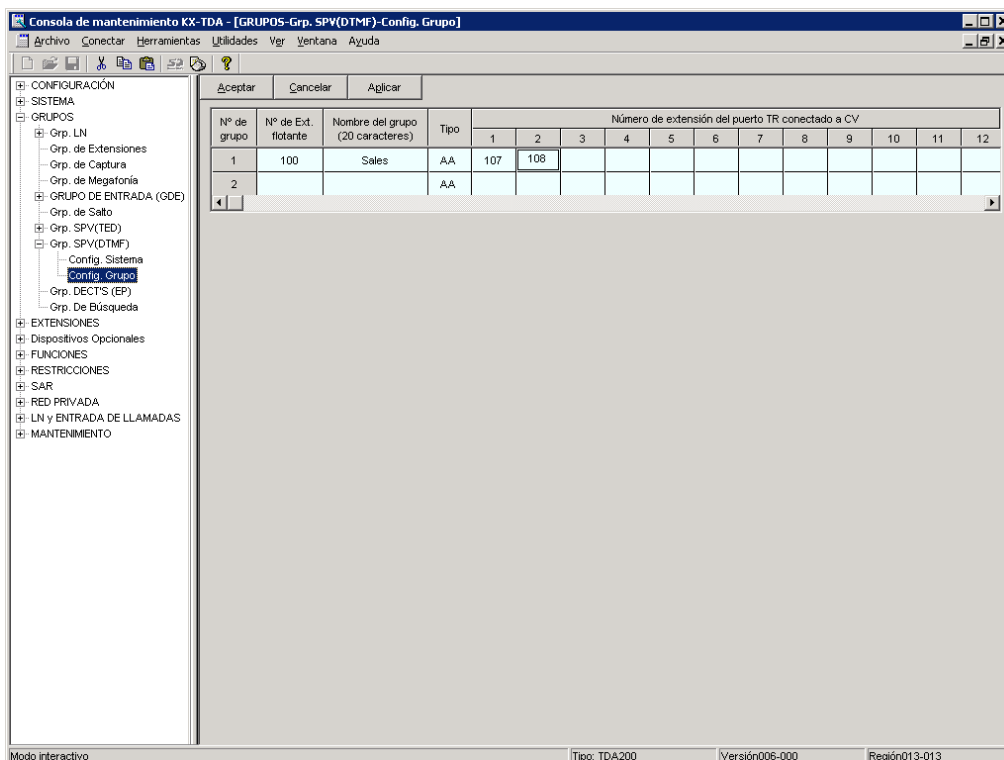 Consola de mantenimiento KX-TDA - [GRUPOS-Grp. SPV(DTMF)-Config. Grupo]
Archivo Conectar Herramientas Utilidades Ver Ventana Ayuda
CONFIGURACIÓN
SISTEMA
GRUPOS
Grp. LN
Grp. de Extensiones
Grp. de Captura
Grp. de Megafonía
GRUPO DE ENTRADA (GDE)
Grp. de Salto
Grp. SPV(TED)
Grp. SPV(DTMF)
Config. Sistema
Config. Grupo
Grp. DECT'S (EP)
Grp. De Búsqueda
EXTENSIONES
Dispositivos Opcionales
FUNCIONES
RESTRICCIONES
SAR
RED PRIVADA
LN y ENTRADA DE LLAMADAS
MANTENIMIENTO
Aceptar Cancelar Aplicar
Nº de grupo Nº de Ext. flotante Nombre del grupo (20 caracteres) Tipo Número de extensión del puerto TR conectado a CV
1 2 3 4 5 6 7 8 9 10 11 12
1 100 Sales AA 107 108
2 AA
Modo interactivo Tipo: TDA200 Versión006-000 Región013-013